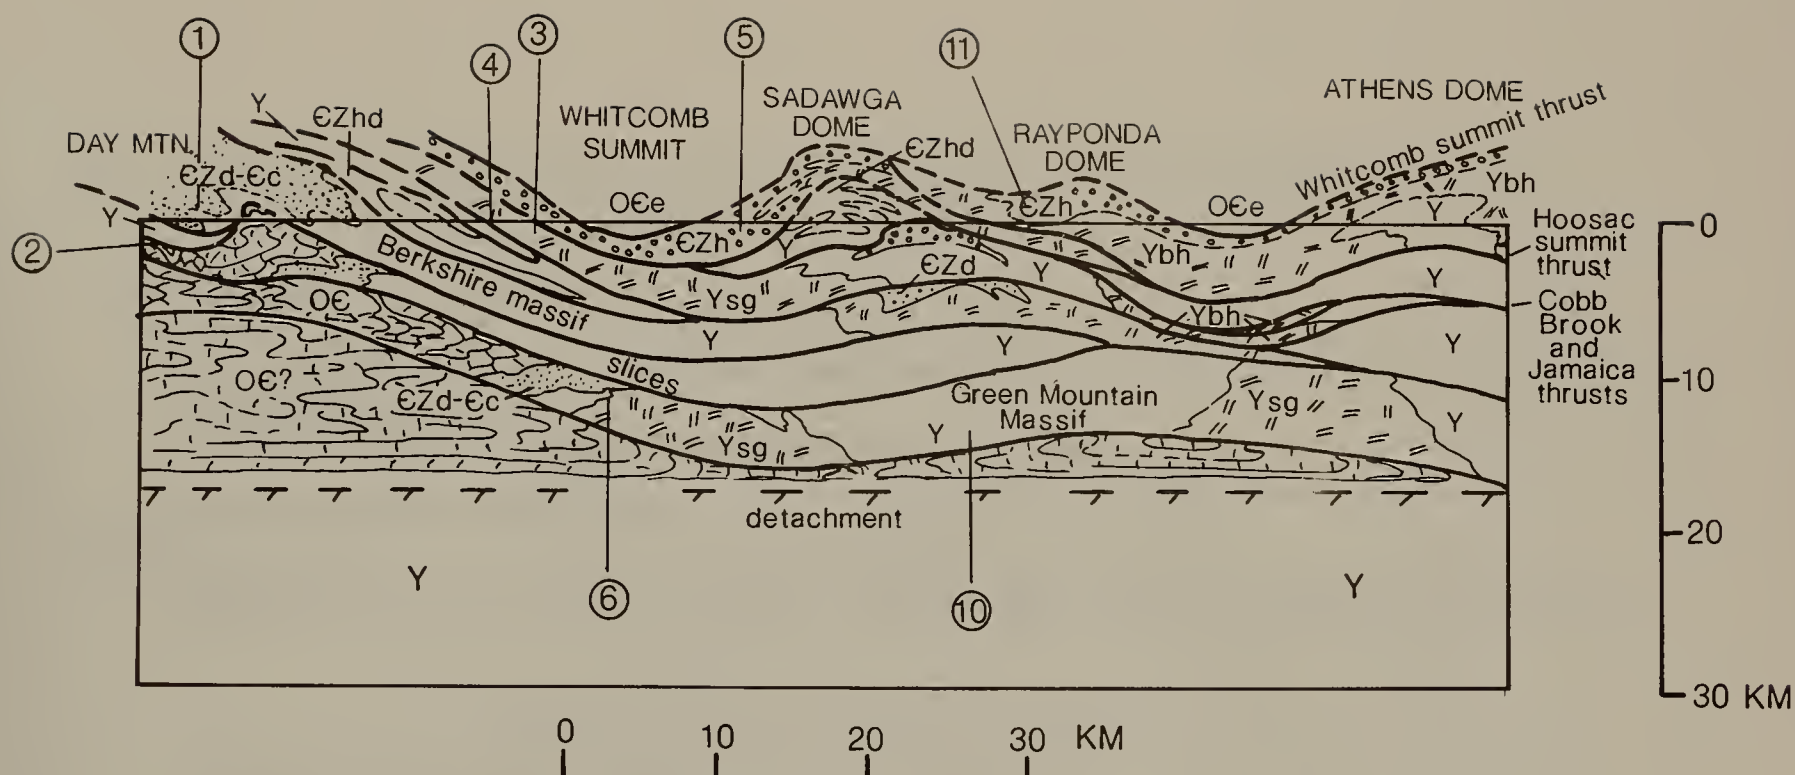 ①
③
④
⑤
⑪
Y
ЄZhd
DAY MTN.
ЄZd-Єc
WHITCOMB
SUMMIT
SADAWGA
DOME
ЄZhd
RAYPONDA
DOME
ATHENS DOME
Whitcomb summit thrust
Y
②
OЄe
ЄZh
Y
ЄZh
OЄe
Y
Ybh
Hoosac
summit
thrust
0
Berkshire massif
slices
Ysg
ЄZd
Y
Ybh
Y
Cobb
Brook
and
Jamaica
thrusts
OЄ
Y
Y
Ybh
Y
10
OЄ?
ЄZd-Єc
Ysg
Y
Green Mountain
Massif
Ysg
Y
detachment
20
Y
⑥
⑩
Y
30 KM
0 10 20 30 KM